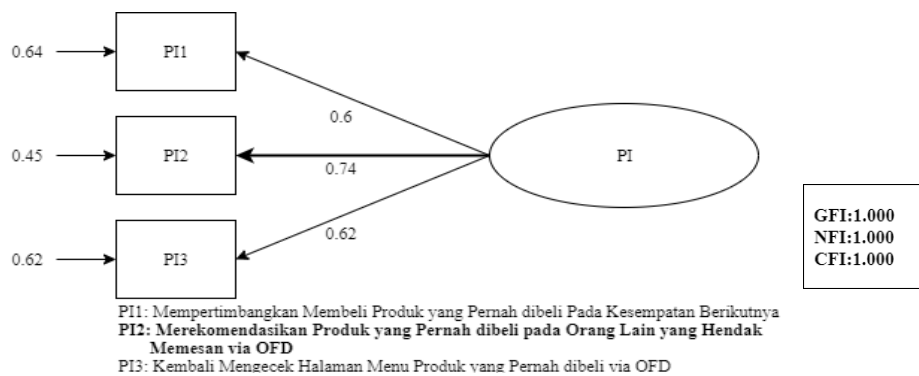 0.64
PI1
0.6
0.45
PI2
0.74
PI
0.62
PI3
0.62
GFI:1.000
NFI:1.000
CFI:1.000
PI1: Mempertimbangkan Membeli Produk yang Pernah dibeli Pada Kesempatan Berikutnya
PI2: Merekomendasikan Produk yang Pernah dibeli pada Orang Lain yang Hendak
Memesan via OFD
PI3: Kembali Mengecek Halaman Menu Produk yang Pernah dibeli via OFD